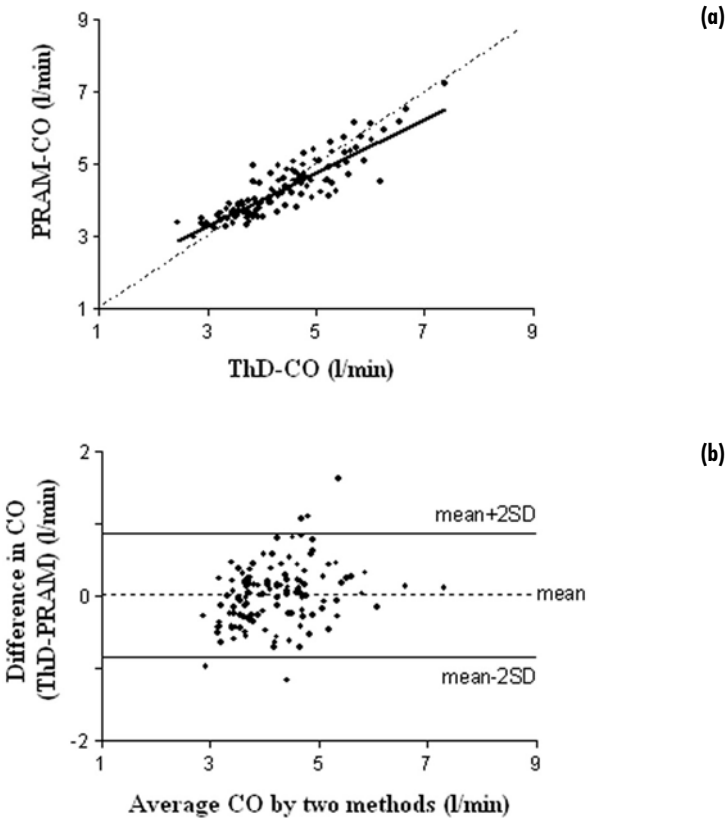 (a)
9
7
5
3
1
PRAM-CO (l/min)
1 3 5 7 9
ThD-CO (l/min)
(b)
2
0
-2
Difference in CO
(ThD-PRAM) (l/min)
mean+2SD
mean
mean-2SD
1 3 5 7 9
Average CO by two methods (l/min)